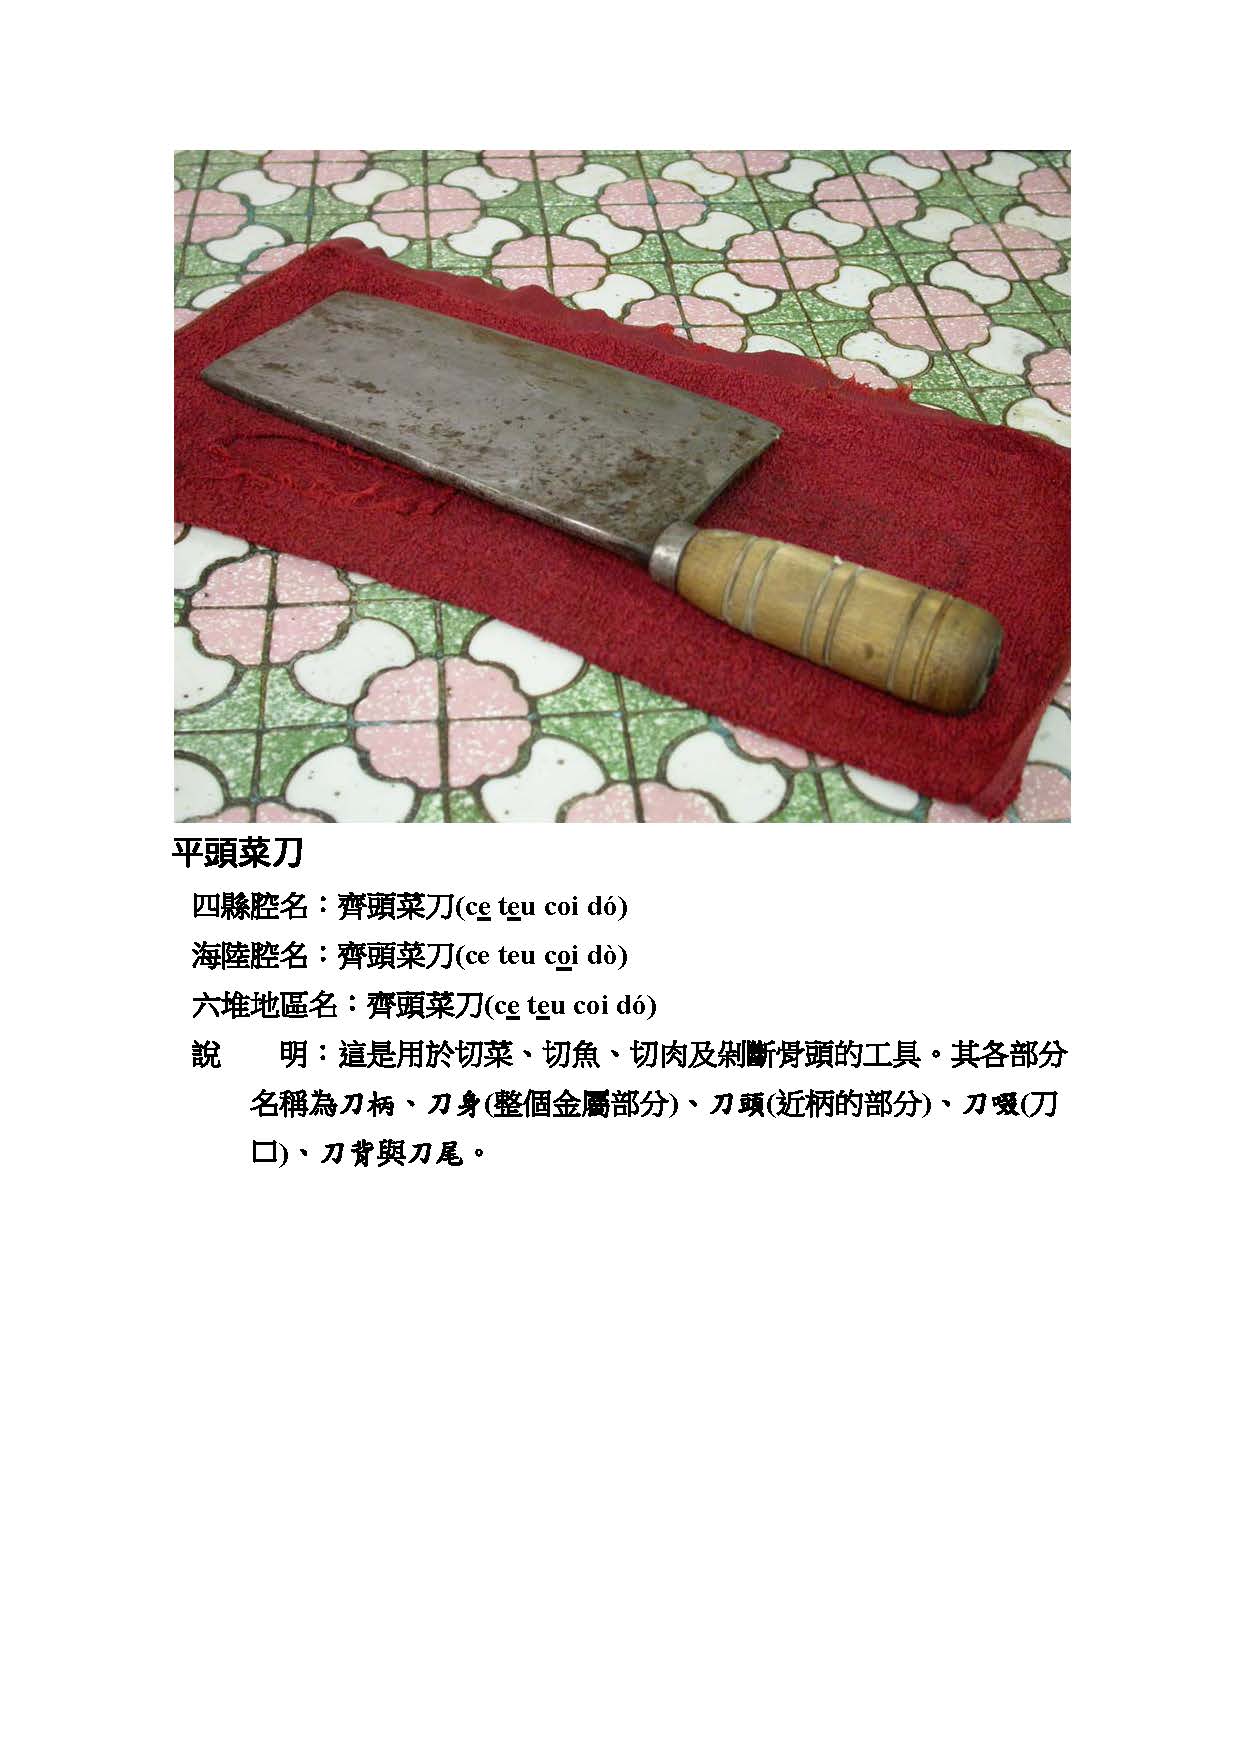 平頭菜刀
四縣腔名：齊頭菜刀(ce̲ te̲u coi dó)
海陸腔名：齊頭菜刀(ce teu co̲i dò)
六堆地區名：齊頭菜刀(ce̲ te̲u coi dó)
說　　明：這是用於切菜、切魚、切肉及剁斷骨頭的工具。其各部分
名稱為刀柄、刀身(整個金屬部分)、刀頭(近柄的部分)、刀啜(刀
口)、刀背與刀尾。